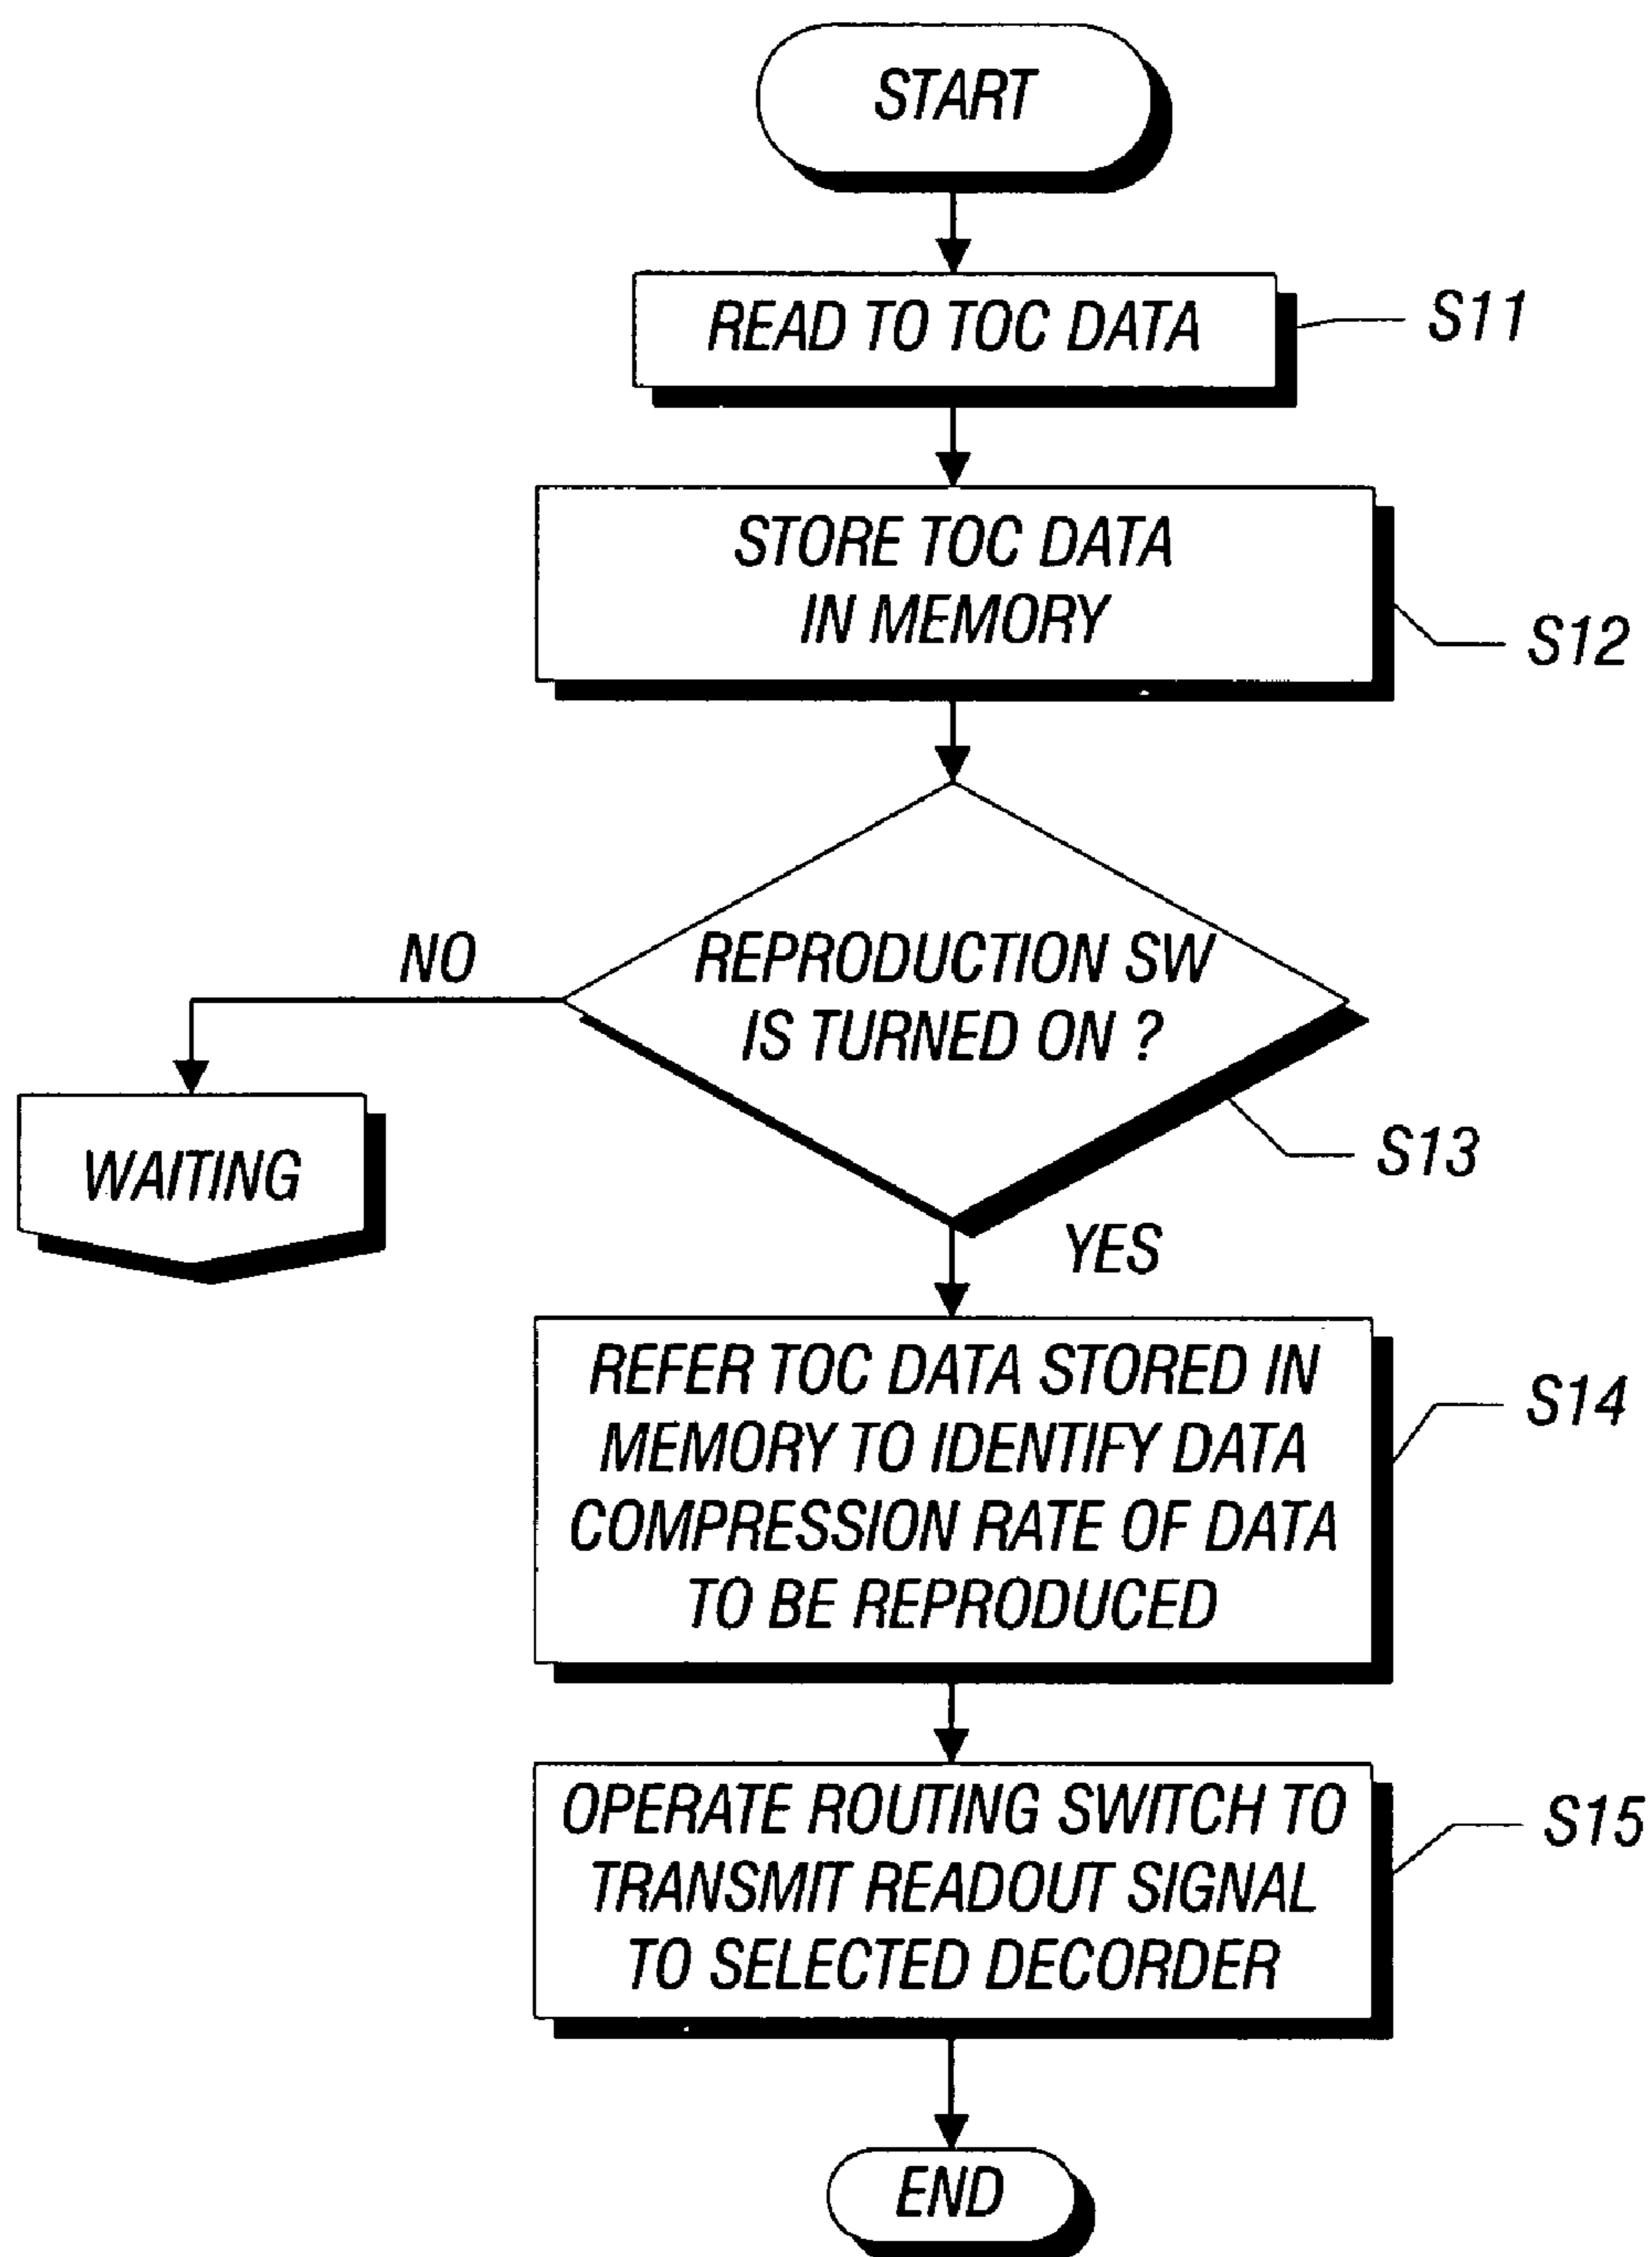 START
READ TO TOC DATA
S11
STORE TOC DATA
IN MEMORY
S12
REPRODUCTION SW
IS TURNED ON ?
NO
S13
WAITING
YES
REFER TOC DATA STORED IN
MEMORY TO IDENTIFY DATA
COMPRESSION RATE OF DATA
TO BE REPRODUCED
S14
OPERATE ROUTING SWITCH TO
TRANSMIT READOUT SIGNAL
TO SELECTED DECORDER
S15
END